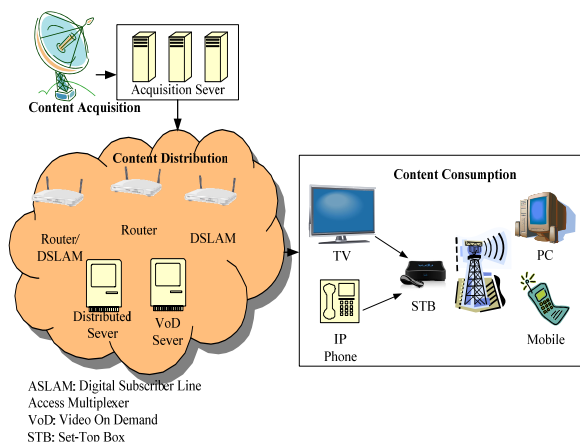 Content Acquisition
Acquisition Sever
Content Distribution
Router/
DSLAM
Router
DSLAM
Distributed
Sever
VoD
Sever
Content Consumption
TV
IP
Phone
STB
PC
Mobile
ASLAM: Digital Subscriber Line
Access Multiplexer
VoD: Video On Demand
STB: Set-Top Box